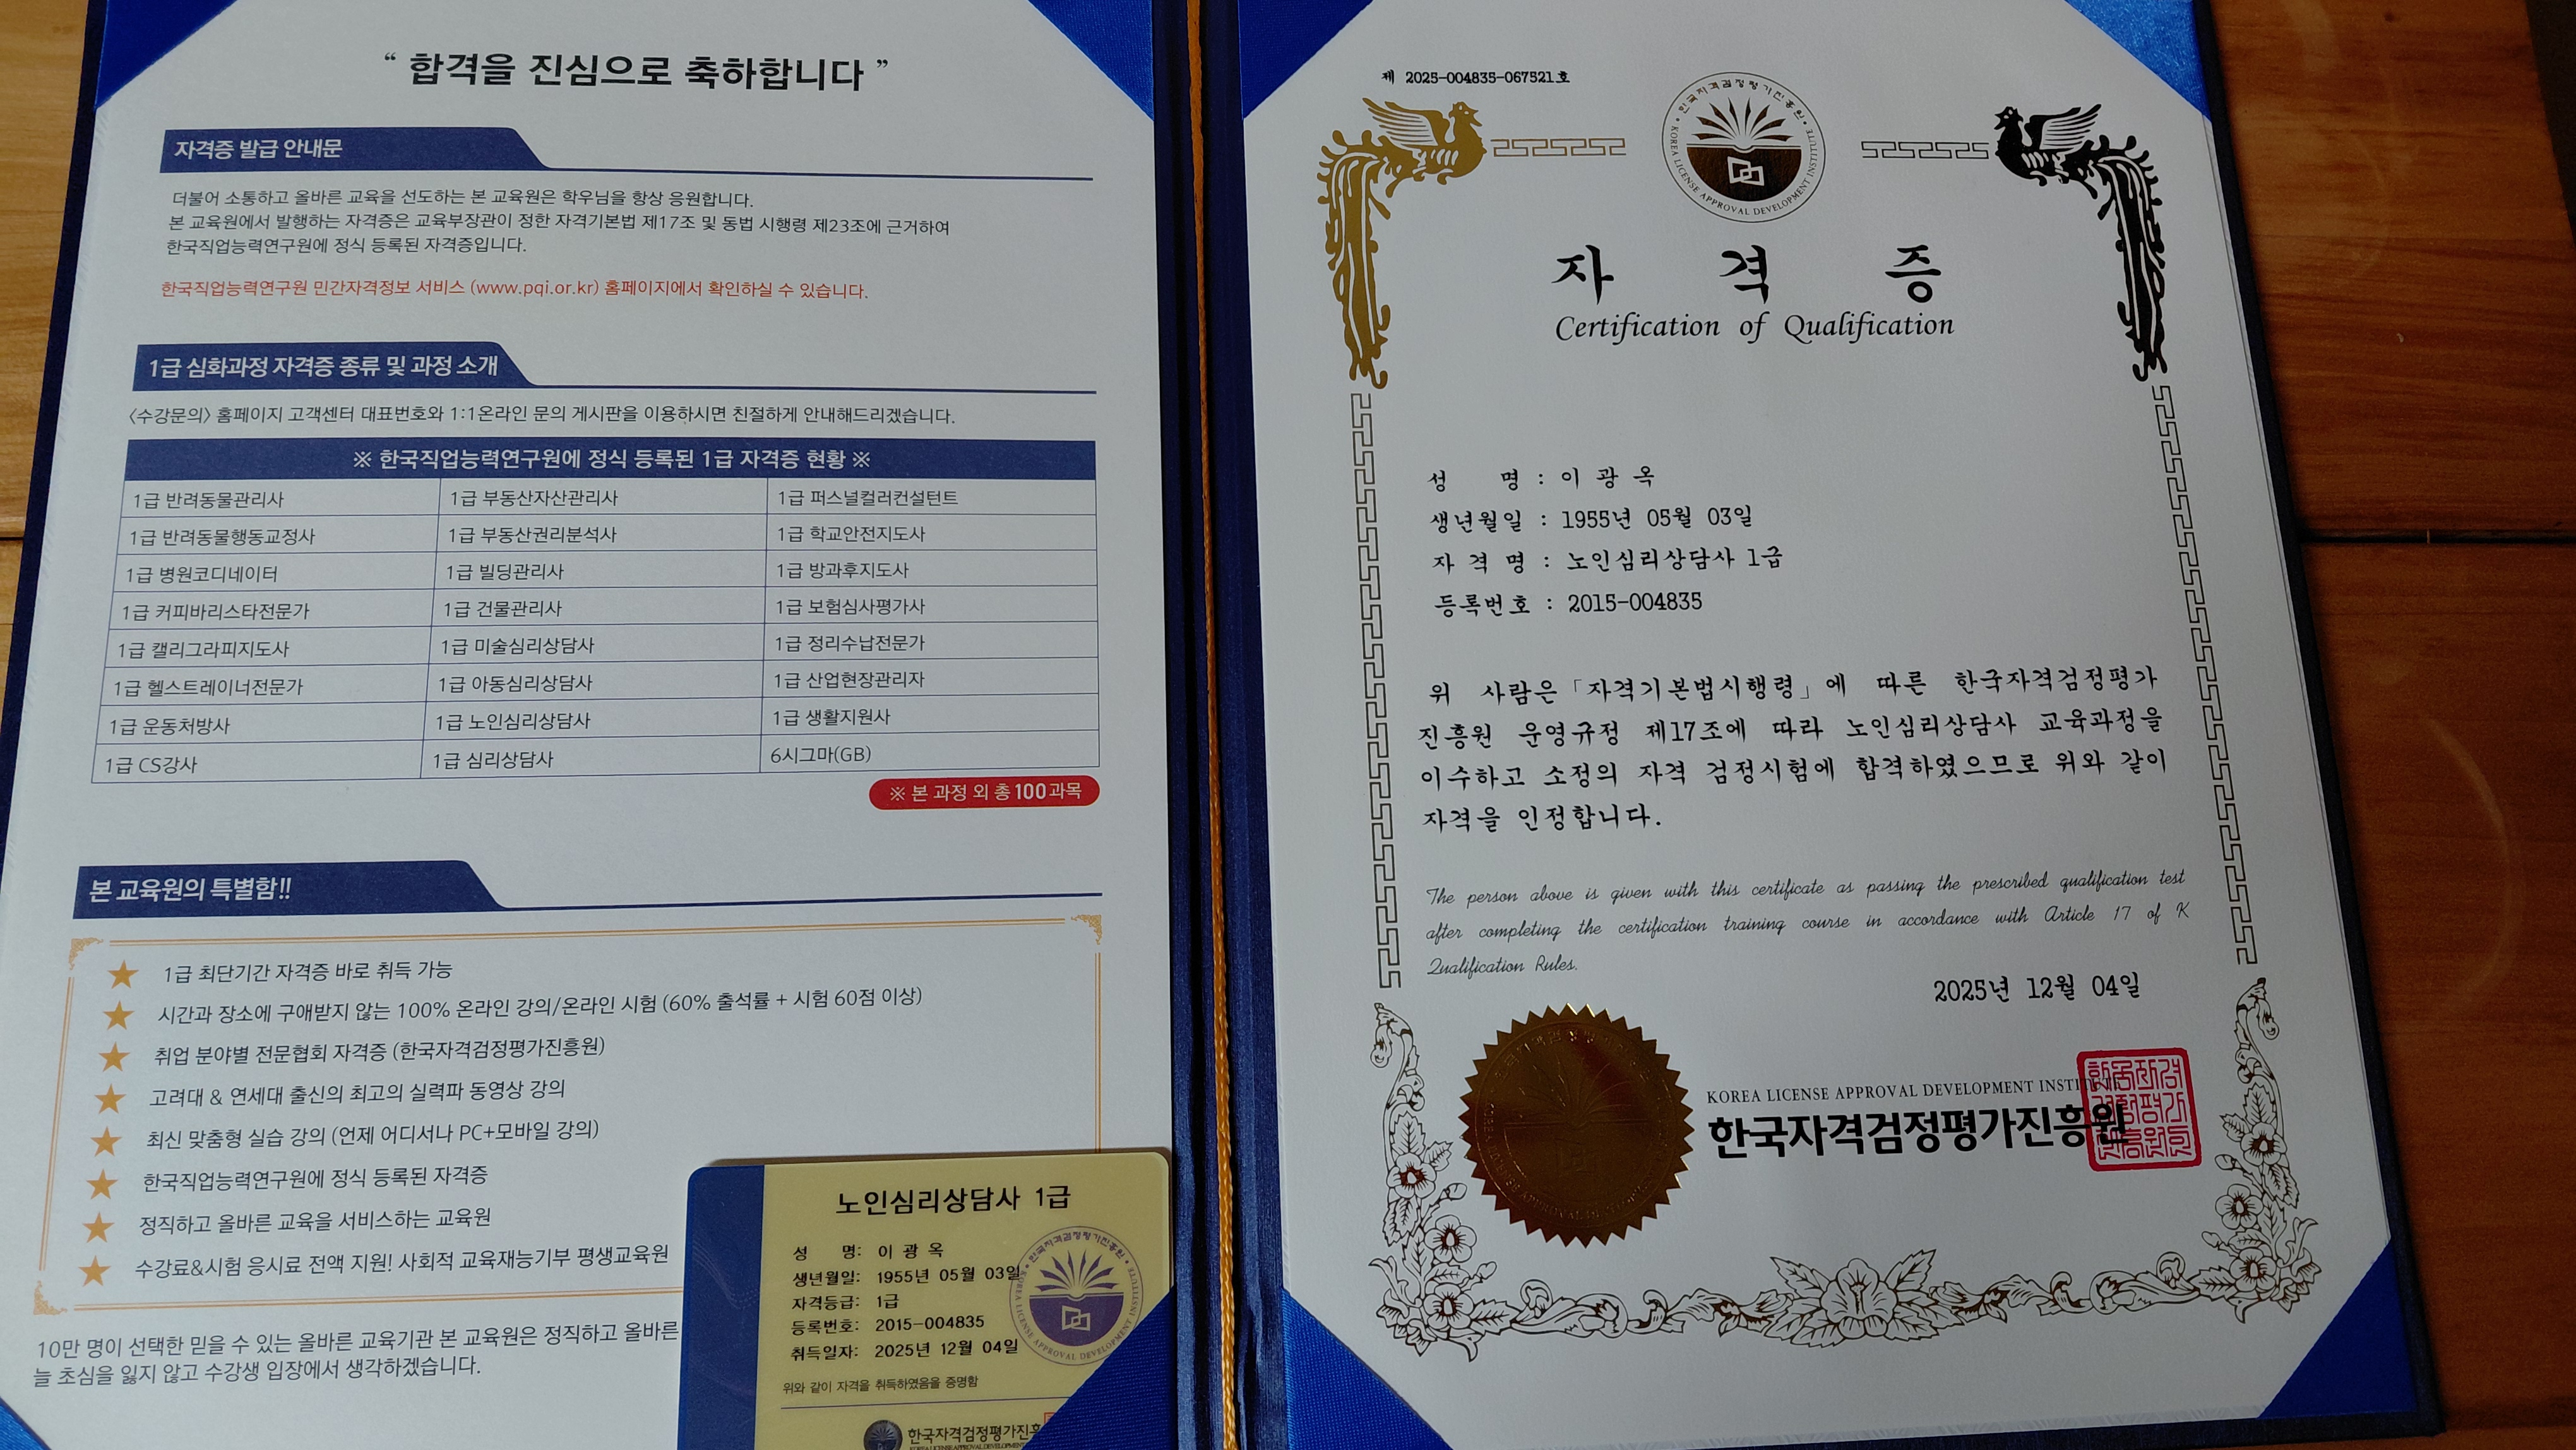 “ 합격을 진심으로 축하합니다 ”
자격증 발급 안내문
더불어 소통하고 올바른 교육을 선도하는 본 교육원은 학우님을 항상 응원합니다.
본 교육원에서 발행하는 자격증은 교육부장관이 정한 자격기본법 제17조 및 동법 시행령 제23조에 근거하여
한국직업능력연구원에 정식 등록된 자격증입니다.
한국직업능력연구원 민간자격정보 서비스 (www.pqi.or.kr) 홈페이지에서 확인하실 수 있습니다.
1급 심화과정 자격증 종류 및 과정 소개
〈수강문의〉 홈페이지 고객센터 대표번호와 1:1온라인 문의 게시판을 이용하시면 친절하게 안내해드리겠습니다.
※ 한국직업능력연구원에 정식 등록된 1급 자격증 현황 ※
1급 반려동물관리사 1급 부동산자산관리사 1급 퍼스널컬러컨설턴트
1급 반려동물행동교정사 1급 부동산권리분석사 1급 학교안전지도사
1급 병원코디네이터 1급 빌딩관리사 1급 방과후지도사
1급 커피바리스타전문가 1급 건물관리사 1급 보험심사평가사
1급 캘리그라피지도사 1급 미술심리상담사 1급 정리수납전문가
1급 헬스트레이너전문가 1급 아동심리상담사 1급 산업현장관리자
1급 운동처방사 1급 노인심리상담사 1급 생활지원사
1급 CS강사 1급 심리상담사 6시그마(GB)
※ 본 과정 외 총 100과목
본 교육원의 특별함!!
★ 1급 최단기간 자격증 바로 취득 가능
★ 시간과 장소에 구애받지 않는 100% 온라인 강의/온라인 시험 (60% 출석률 + 시험 60점 이상)
★ 취업 분야별 전문협회 자격증 (한국자격검정평가진흥원)
★ 고려대 & 연세대 출신의 최고의 실력파 동영상 강의
★ 최신 맞춤형 실습 강의 (언제 어디서나 PC+모바일 강의)
★ 한국직업능력연구원에 정식 등록된 자격증
★ 정직하고 올바른 교육을 서비스하는 교육원
★ 수강료&시험 응시료 전액 지원! 사회적 교육재능기부 평생교육원
10만 명이 선택한 믿을 수 있는 올바른 교육기관 본 교육원은 정직하고 올바른
늘 초심을 잃지 않고 수강생 입장에서 생각하겠습니다.
노인심리상담사 1급
성 명: 이 광 옥
생년월일: 1955년 05월 03일
자격등급: 1급
등록번호: 2015-004835
취득일자: 2025년 12월 04일
위와 같이 자격을 취득하였음을 증명함
한국자격검정평가진흥
한국자격검정평가진흥원
KOREA LICENSE APPROVAL DEVELOPMENT INSTITUTE
제 2025-004835-067521호
한국자격검정평가진흥원
KOREA LICENSE APPROVAL DEVELOPMENT INSTITUTE
자 격 증
Certification of Qualification
성 명 : 이 광 옥
생년월일 : 1955년 05월 03일
자 격 명 : 노인심리상담사 1급
등록번호 : 2015-004835
위 사람은「자격기본법시행령」에 따른 한국자격검정평가
진흥원 운영규정 제17조에 따라 노인심리상담사 교육과정을
이수하고 소정의 자격 검정시험에 합격하였으므로 위와 같이
자격을 인정합니다.
The person above is given with this certificate as passing the prescribed qualification test
after completing the certification training course in accordance with Article 17 of K
Qualification Rules.
2025년 12월 04일
KOREA LICENSE APPROVAL DEVELOPMENT INSTITUTE
한국자격검정평가진흥원